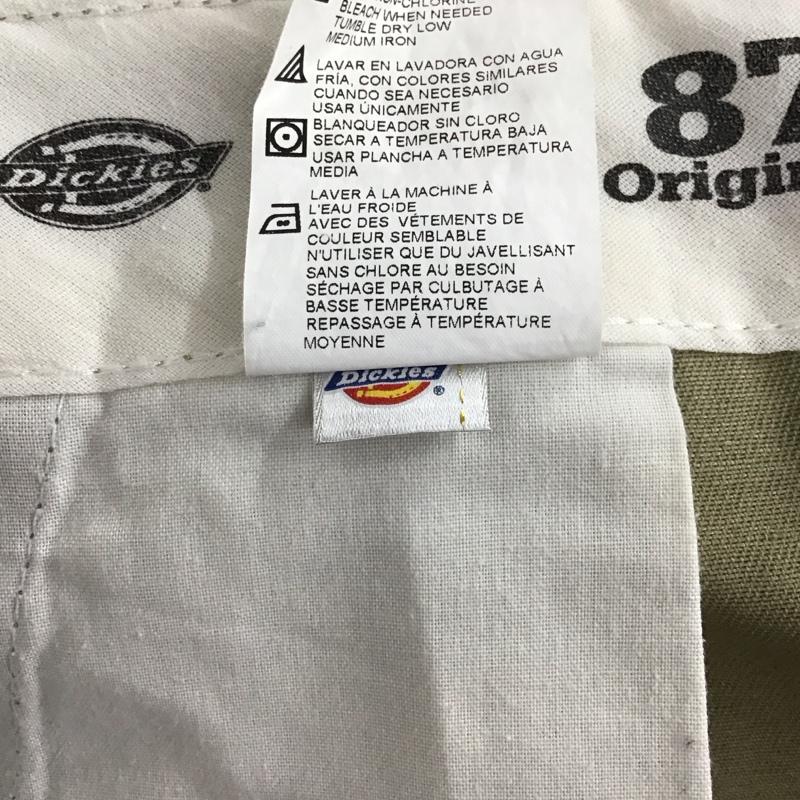 BLEACH WHEN NEEDED
TUMBLE DRY LOW
MEDIUM IRON
LAVAR EN LAVADORA CON AGUA
FRÍA, CON COLORES SIMILARES
CUANDO SEA NECESARIO
USAR ÚNICAMENTE
BLANQUEADOR SIN CLORO
SECAR A TEMPERATURA BAJA
USAR PLANCHA A TEMPERATURA
MEDIA
LAVER À LA MACHINE À
L'EAU FROIDE
AVEC DES VÉTEMENTS DE
COULEUR SEMBLABLE
N'UTILISER QUE DU JAVELLISANT
SANS CHLORE AU BESOIN
SÉCHAGE PAR CULBUTAGE À
BASSE TEMPÉRATURE
REPASSAGE À TEMPÉRATURE
MOYENNE
Dickies®
87
Origin
Dickies®